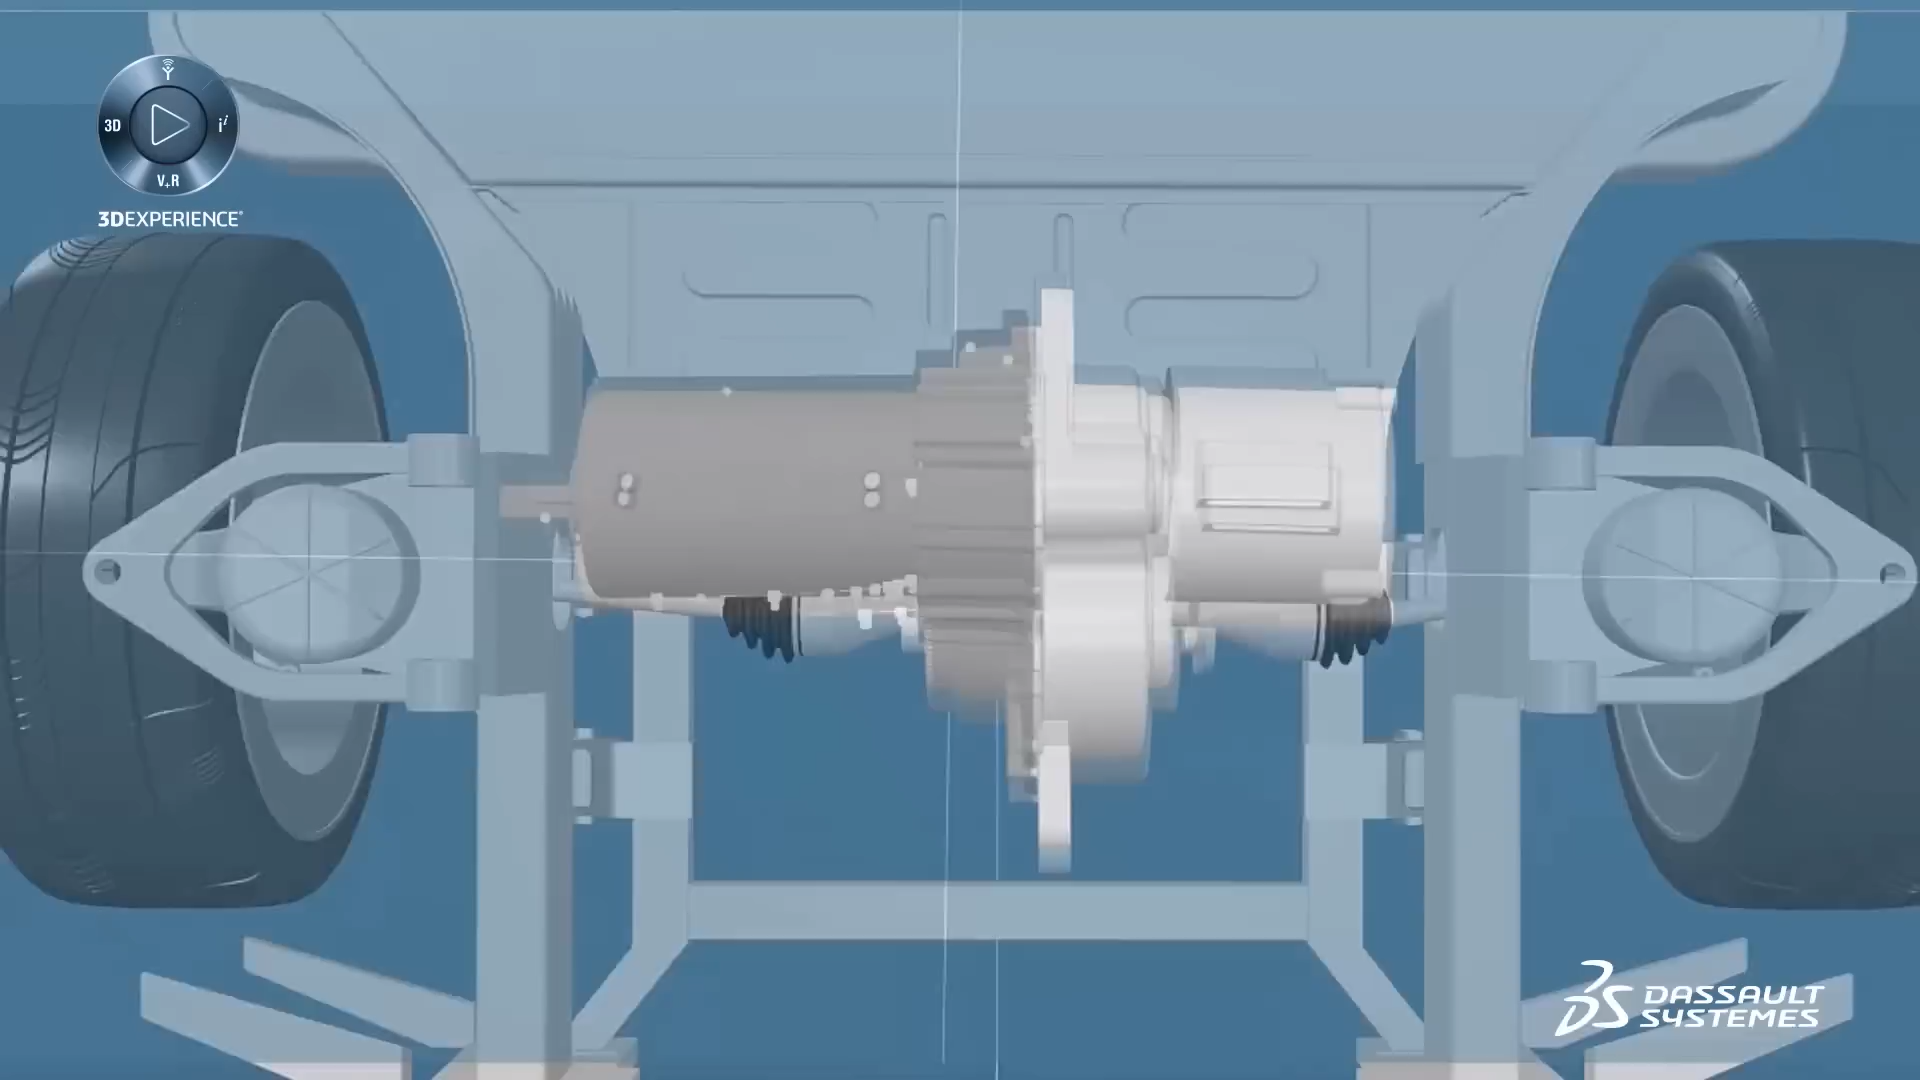 3D
i i
V+R
3DEXPERIENCE®
DASSAULT
SYSTEMES